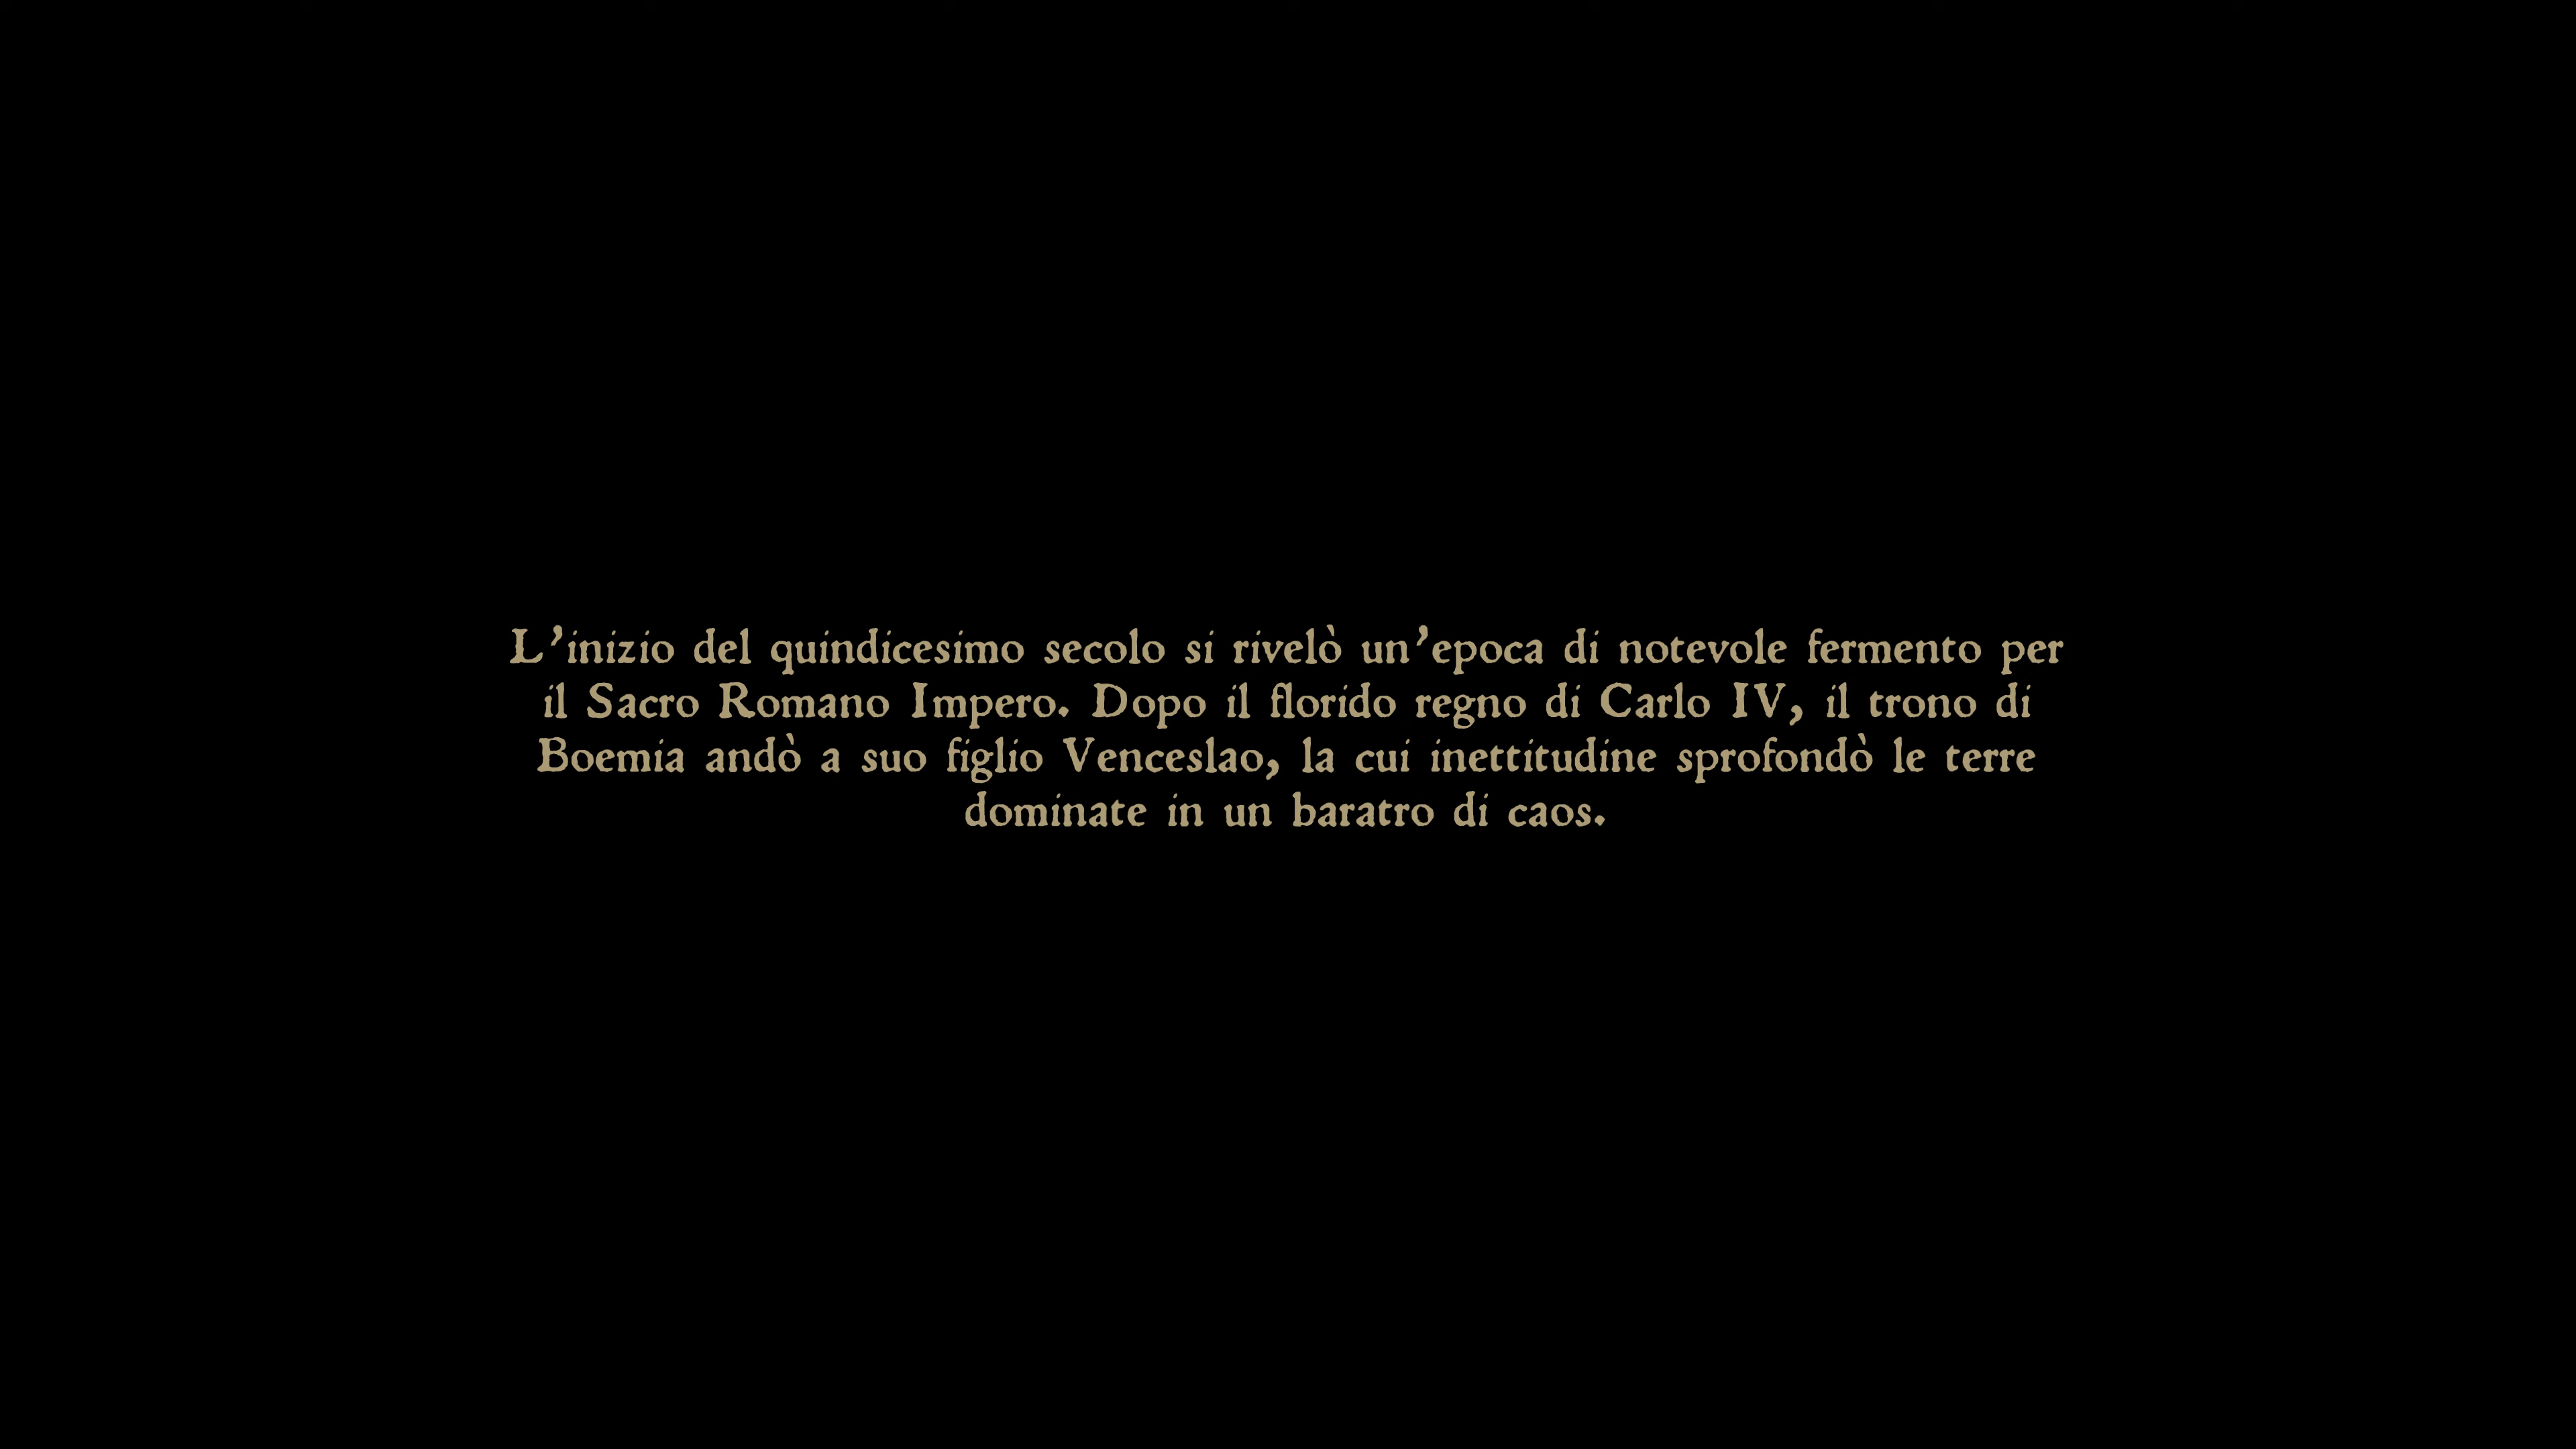 L’inizio del quindicesimo secolo si rivelò un’epoca di notevole fermento per
il Sacro Romano Impero. Dopo il florido regno di Carlo IV, il trono di
Boemia andò a suo figlio Venceslao, la cui inettitudine sprofondò le terre
dominate in un baratro di caos.